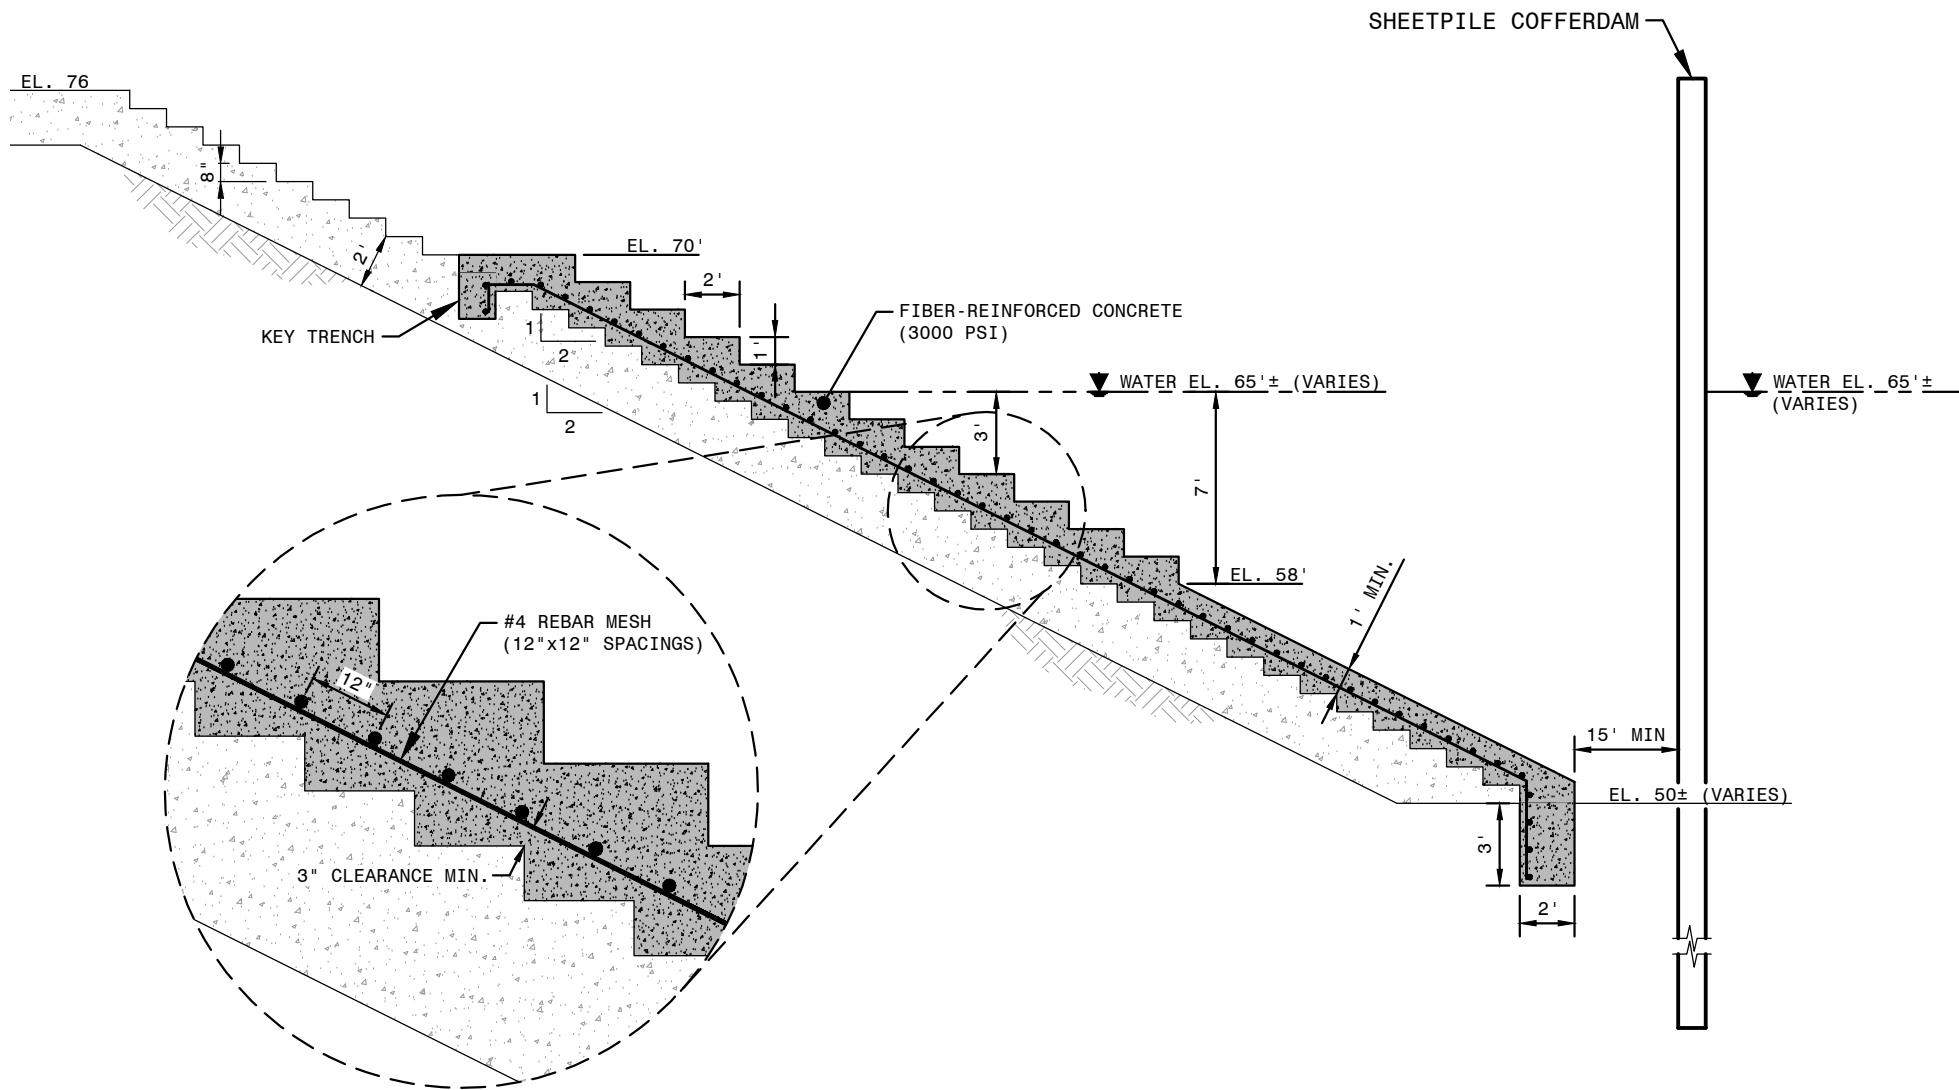 SHEETPILE COFFERDAM
EL. 76
8"
2'
EL. 70'
2'
KEY TRENCH
1
2
1
2
1'
FIBER-REINFORCED CONCRETE
(3000 PSI)
WATER EL. 65'± (VARIES)
WATER EL. 65'±
(VARIES)
3'
7'
EL. 58'
1' MIN.
#4 REBAR MESH
(12"x12" SPACINGS)
12"
3" CLEARANCE MIN.
15' MIN
EL. 50± (VARIES)
3'
2'